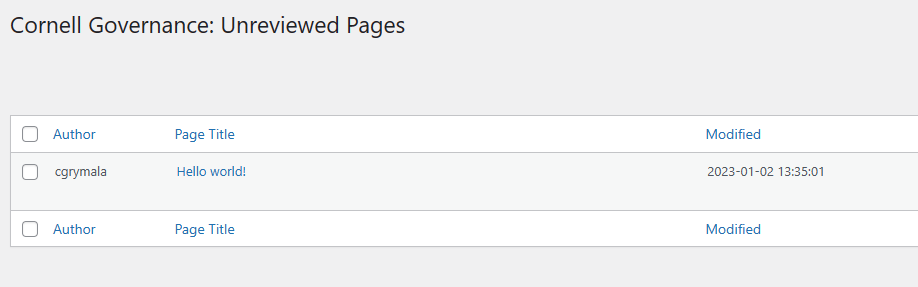 Cornell Governance: Unreviewed Pages
Author Page Title Modified
cgrymala Hello world! 2023-01-02 13:35:01
Author Page Title Modified